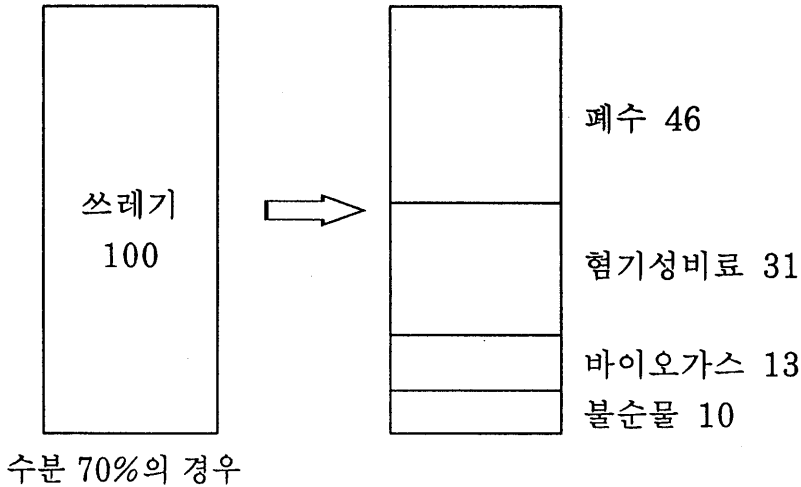 쓰레기
100
폐수 46
혐기성비료 31
바이오가스 13
불순물 10
수분 70%의 경우